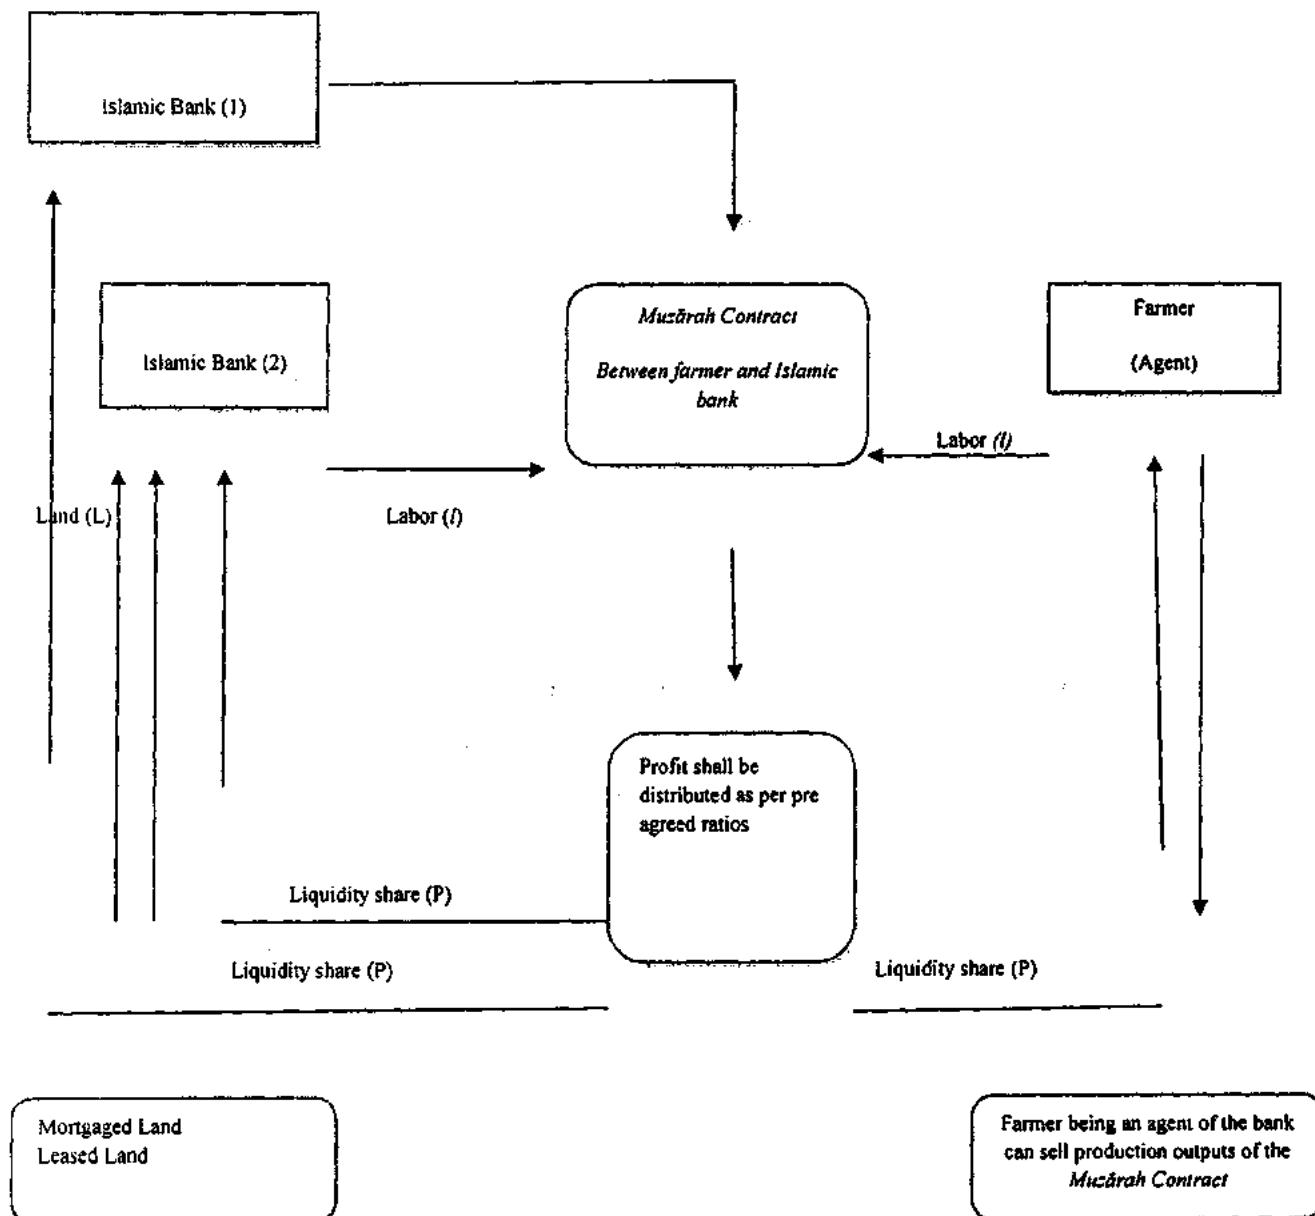 Islamic Bank (1)
Islamic Bank (2)
Muzārah Contract
Between farmer and Islamic
bank
Farmer
(Agent)
Labor (l)
Land (L)
Labor (l)
Profit shall be
distributed as per pre
agreed ratios
Liquidity share (P)
Liquidity share (P)
Liquidity share (P)
Mortgaged Land
Leased Land
Farmer being an agent of the bank
can sell production outputs of the
Muzārah Contract